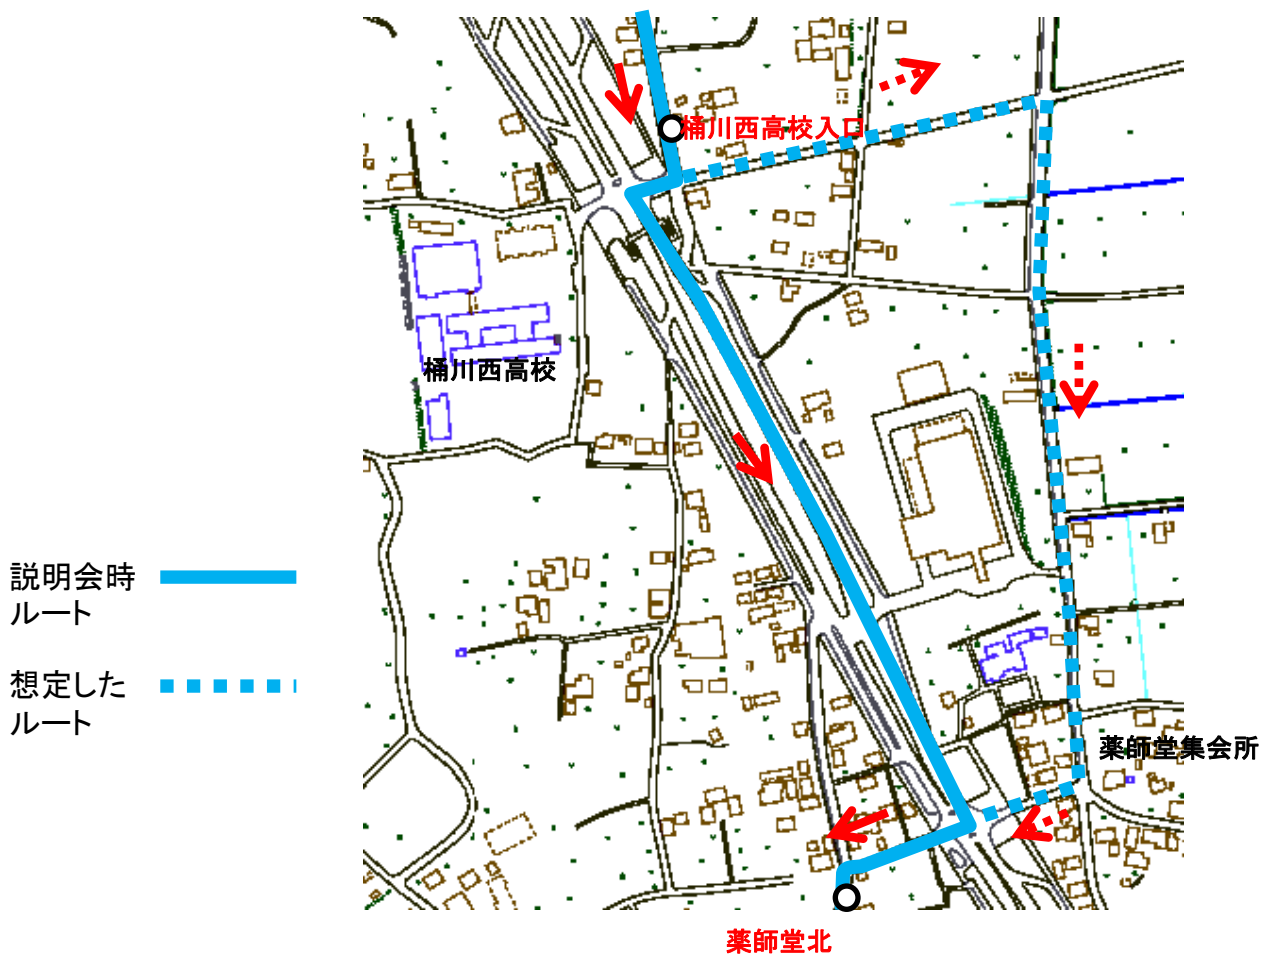 桶川西高校入口
桶川西高校
説明会時
ルート
想定した
ルート
薬師堂集会所
薬師堂北